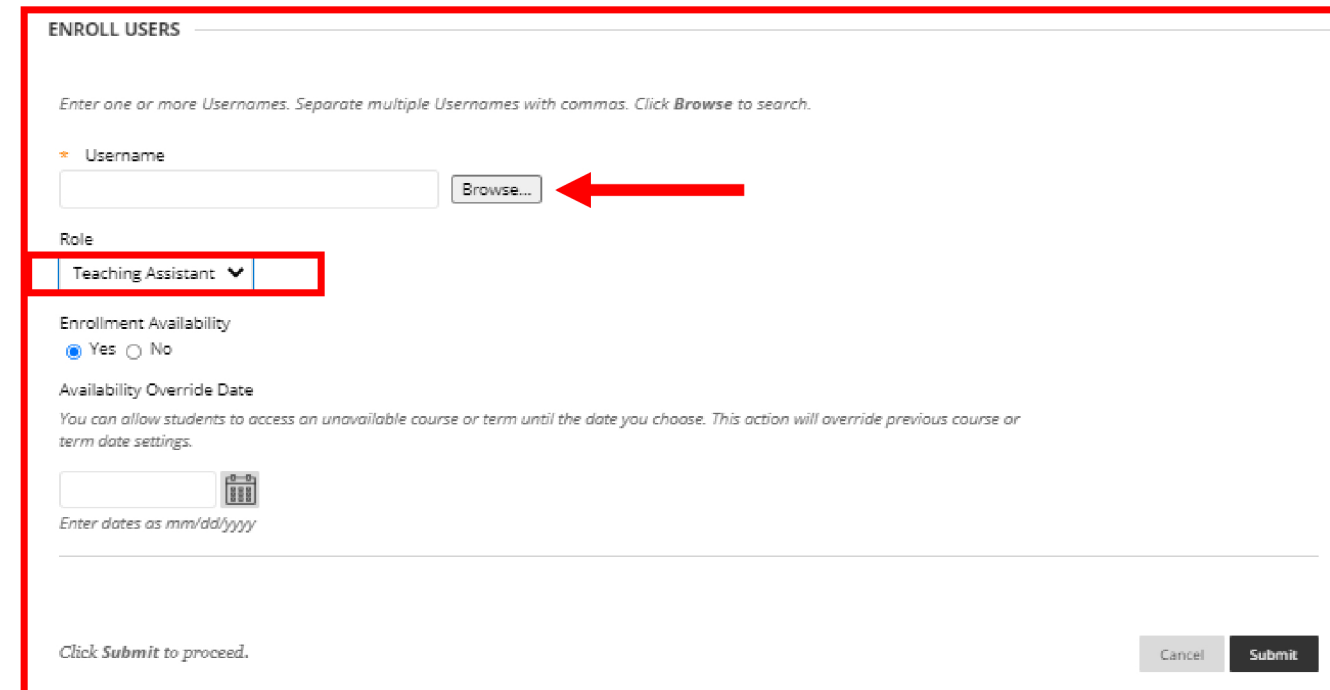 ENROLL USERS
Enter one or more Usernames. Separate multiple Usernames with commas. Click Browse to search.
* Username
Browse...
Role
Teaching Assistant
Enrollment Availability
Yes No
Availability Override Date
You can allow students to access an unavailable course or term until the date you choose. This action will override previous course or
term date settings.
Enter dates as mm/dd/yyyy
Click Submit to proceed.
Cancel Submit